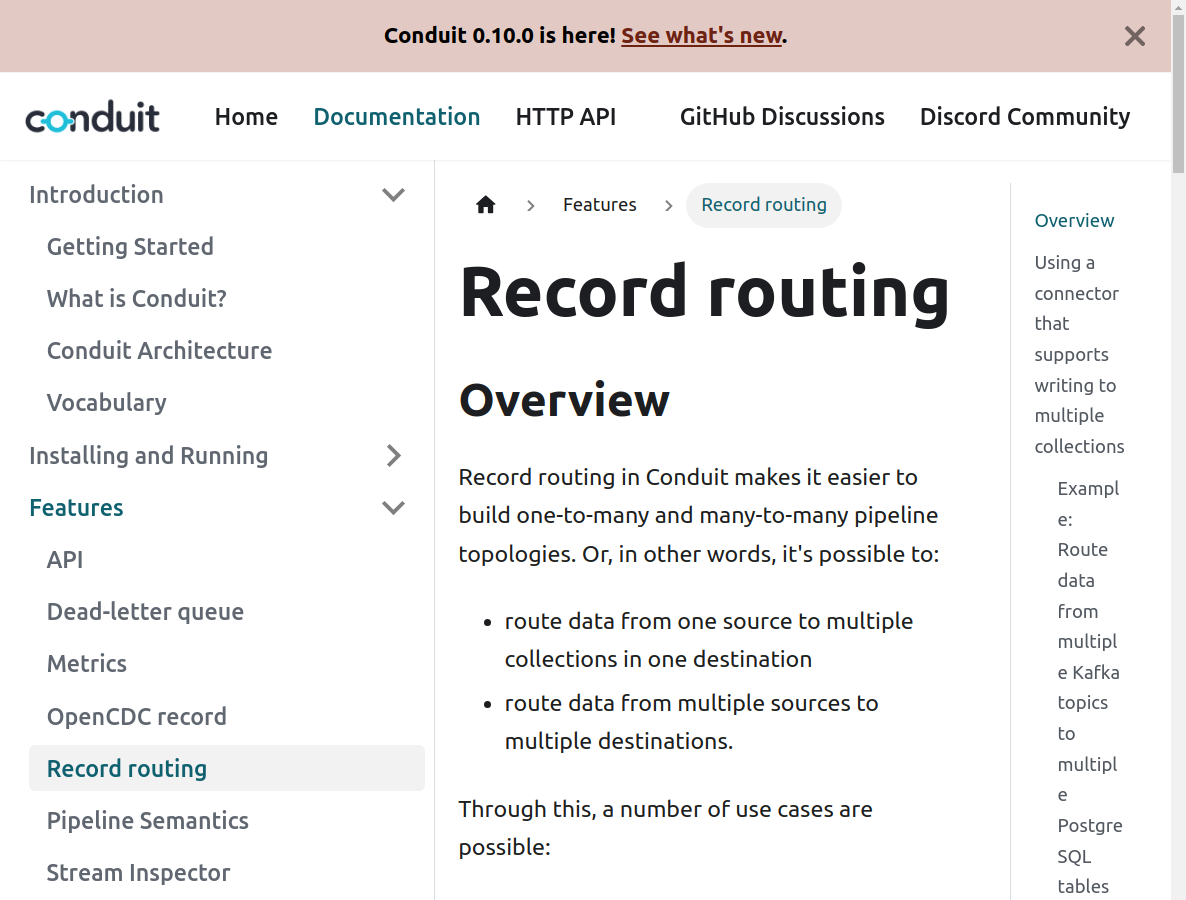 Conduit 0.10.0 is here! See what's new.
conduit
Home
Documentation
HTTP API
GitHub Discussions
Discord Community
Introduction
Getting Started
What is Conduit?
Conduit Architecture
Vocabulary
Installing and Running
Features
API
Dead-letter queue
Metrics
OpenCDC record
Record routing
Pipeline Semantics
Stream Inspector
Features
Record routing
Record routing
Overview
Record routing in Conduit makes it easier to
build one-to-many and many-to-many pipeline
topologies. Or, in other words, it's possible to:
route data from one source to multiple
collections in one destination
route data from multiple sources to
multiple destinations.
Through this, a number of use cases are
possible:
Overview
Using a
connector
that
supports
writing to
multiple
collections
Exampl
e:
Route
data
from
multipl
e Kafka
topics
to
multipl
e
Postgre
SQL
tables